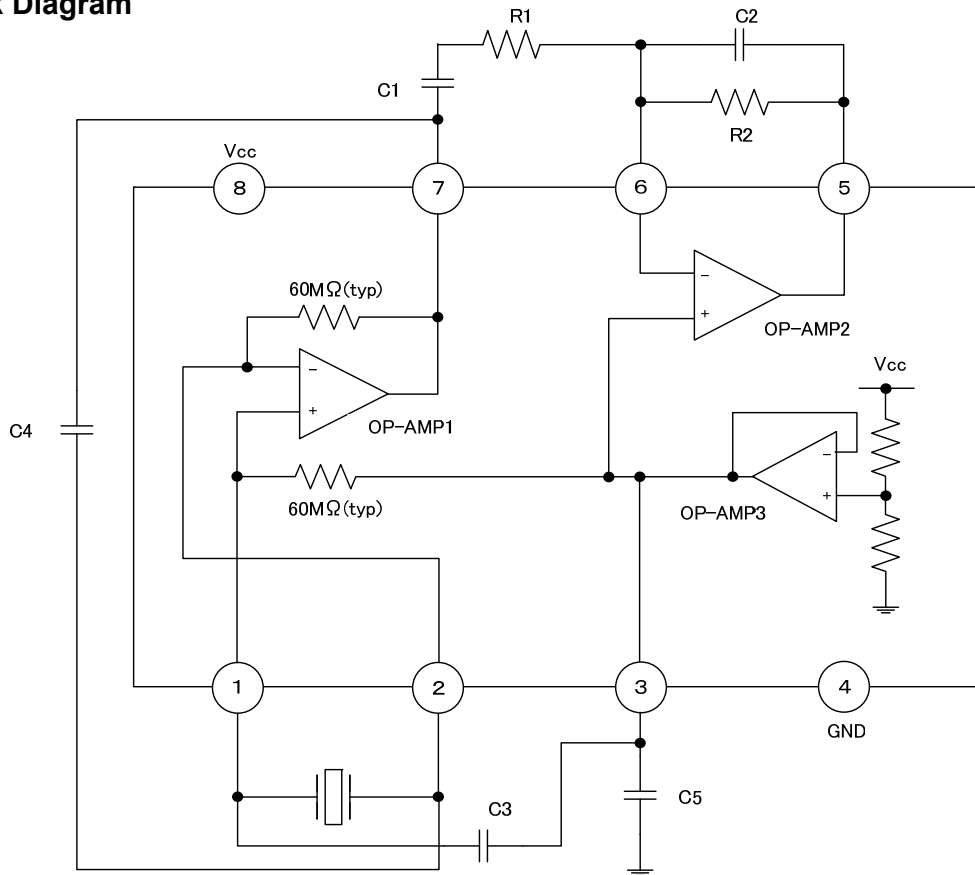 Diagram
R1
C2
C1
R2
Vcc
8
7
6
5
60MΩ(typ)
OP-AMP2
Vcc
C4
OP-AMP1
60MΩ(typ)
OP-AMP3
1
2
3
4
GND
C3
C5